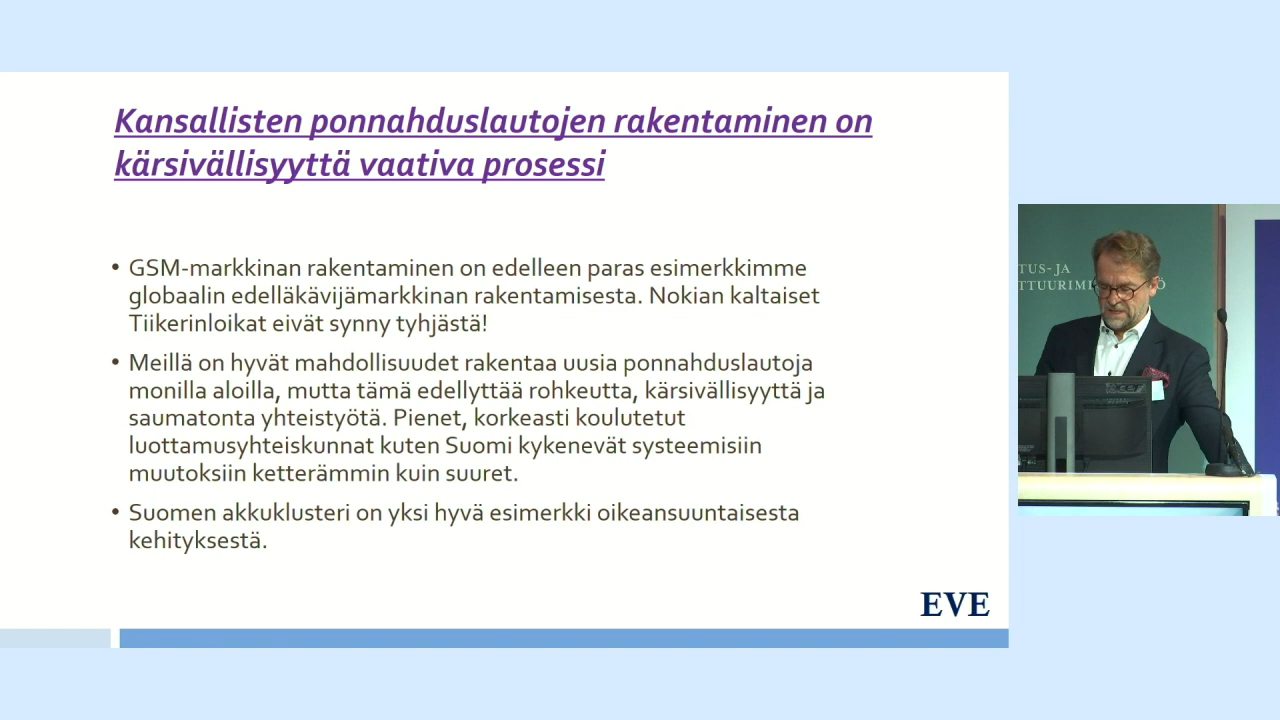 Kansallisten ponnahduslautojen rakentaminen on
kärsivällisyyttä vaativa prosessi
• GSM-markkinan rakentaminen on edelleen paras esimerkkimme
globaalin edelläkävijämarkkinan rakentamisesta. Nokian kaltaiset
Tiikerinloikat eivät synny tyhjästä!
• Meillä on hyvät mahdollisuudet rakentaa uusia ponnahduslautoja
monilla aloilla, mutta tämä edellyttää rohkeutta, kärsivällisyyttä ja
saumatonta yhteistyötä. Pienet, korkeasti koulutetut
luottamusyhteiskunnat kuten Suomi kykenevät systeemisiin
muutoksiin ketterämmin kuin suuret.
• Suomen akkuklusteri on yksi hyvä esimerkki oikeansuuntaisesta
kehityksestä.
EVE
TUS- JA
TTUURIMI Ö